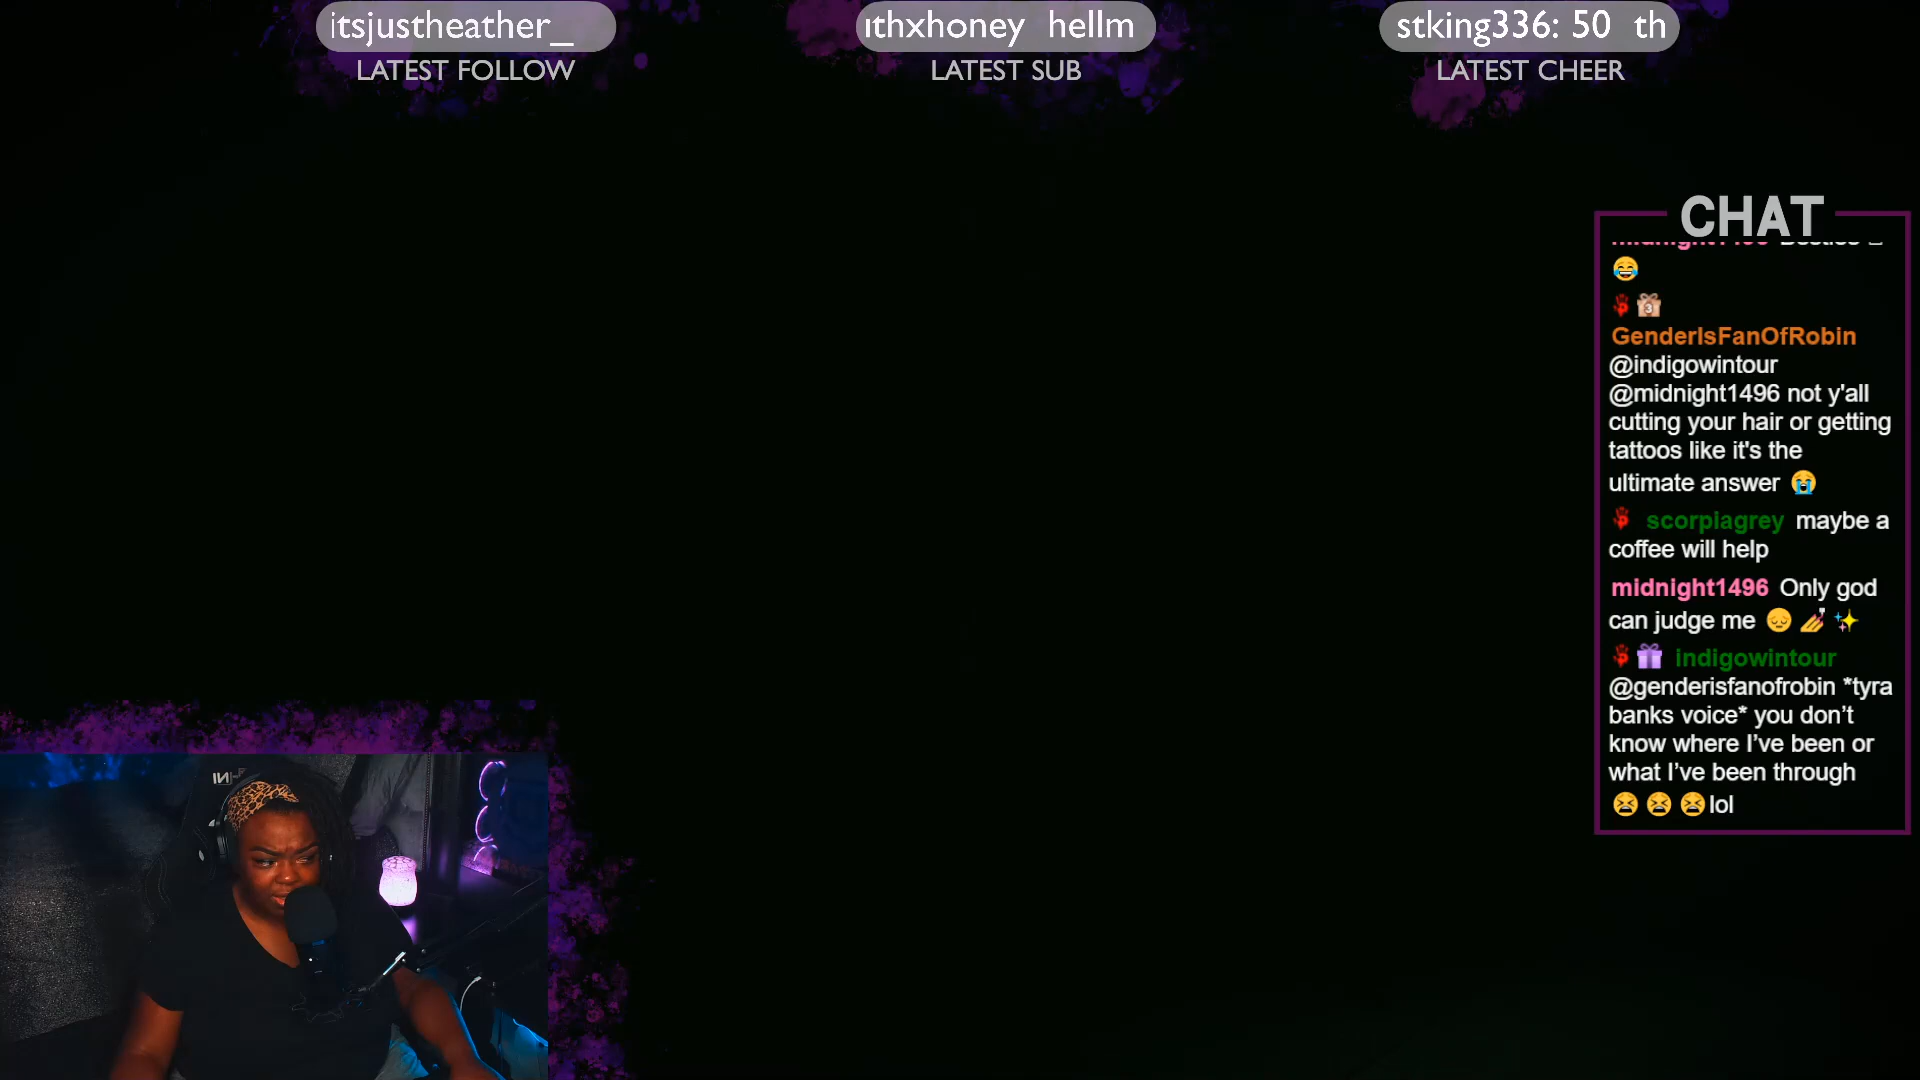 itsjustheather_
LATEST FOLLOW
ithxhoney hellm
LATEST SUB
stking336: 50 th
LATEST CHEER
CHAT
😂
GenderIsFanOfRobin
@indigowintour
@midnight1496 not y'all
cutting your hair or getting
tattoos like it's the
ultimate answer 😭
scorpiagrey maybe a
coffee will help
midnight1496 Only god
can judge me 😔 💅 ✨
indigowintour
@genderisfanofrobin *tyra
banks voice* you don’t
know where I’ve been or
what I’ve been through
😫 😫 😫 lol